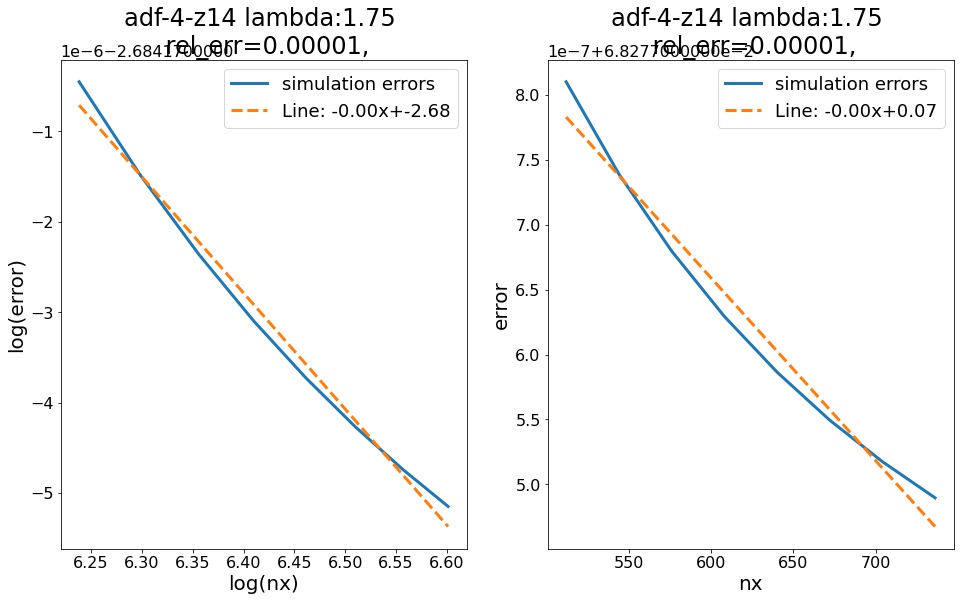 adf-4-z14 lambda:1.75
rel_err=0.00001,
1e−6−2.6841700000
simulation errors
Line: -0.00x+-2.68
−1
−2
−3
−4
−5
log(error)
6.25 6.30 6.35 6.40 6.45 6.50 6.55 6.60
log(nx)
adf-4-z14 lambda:1.75
rel_err=0.00001,
1e−7+6.8277000000e−2
simulation errors
Line: -0.00x+0.07
8.0
7.5
7.0
6.5
6.0
5.5
5.0
error
550 600 650 700
nx